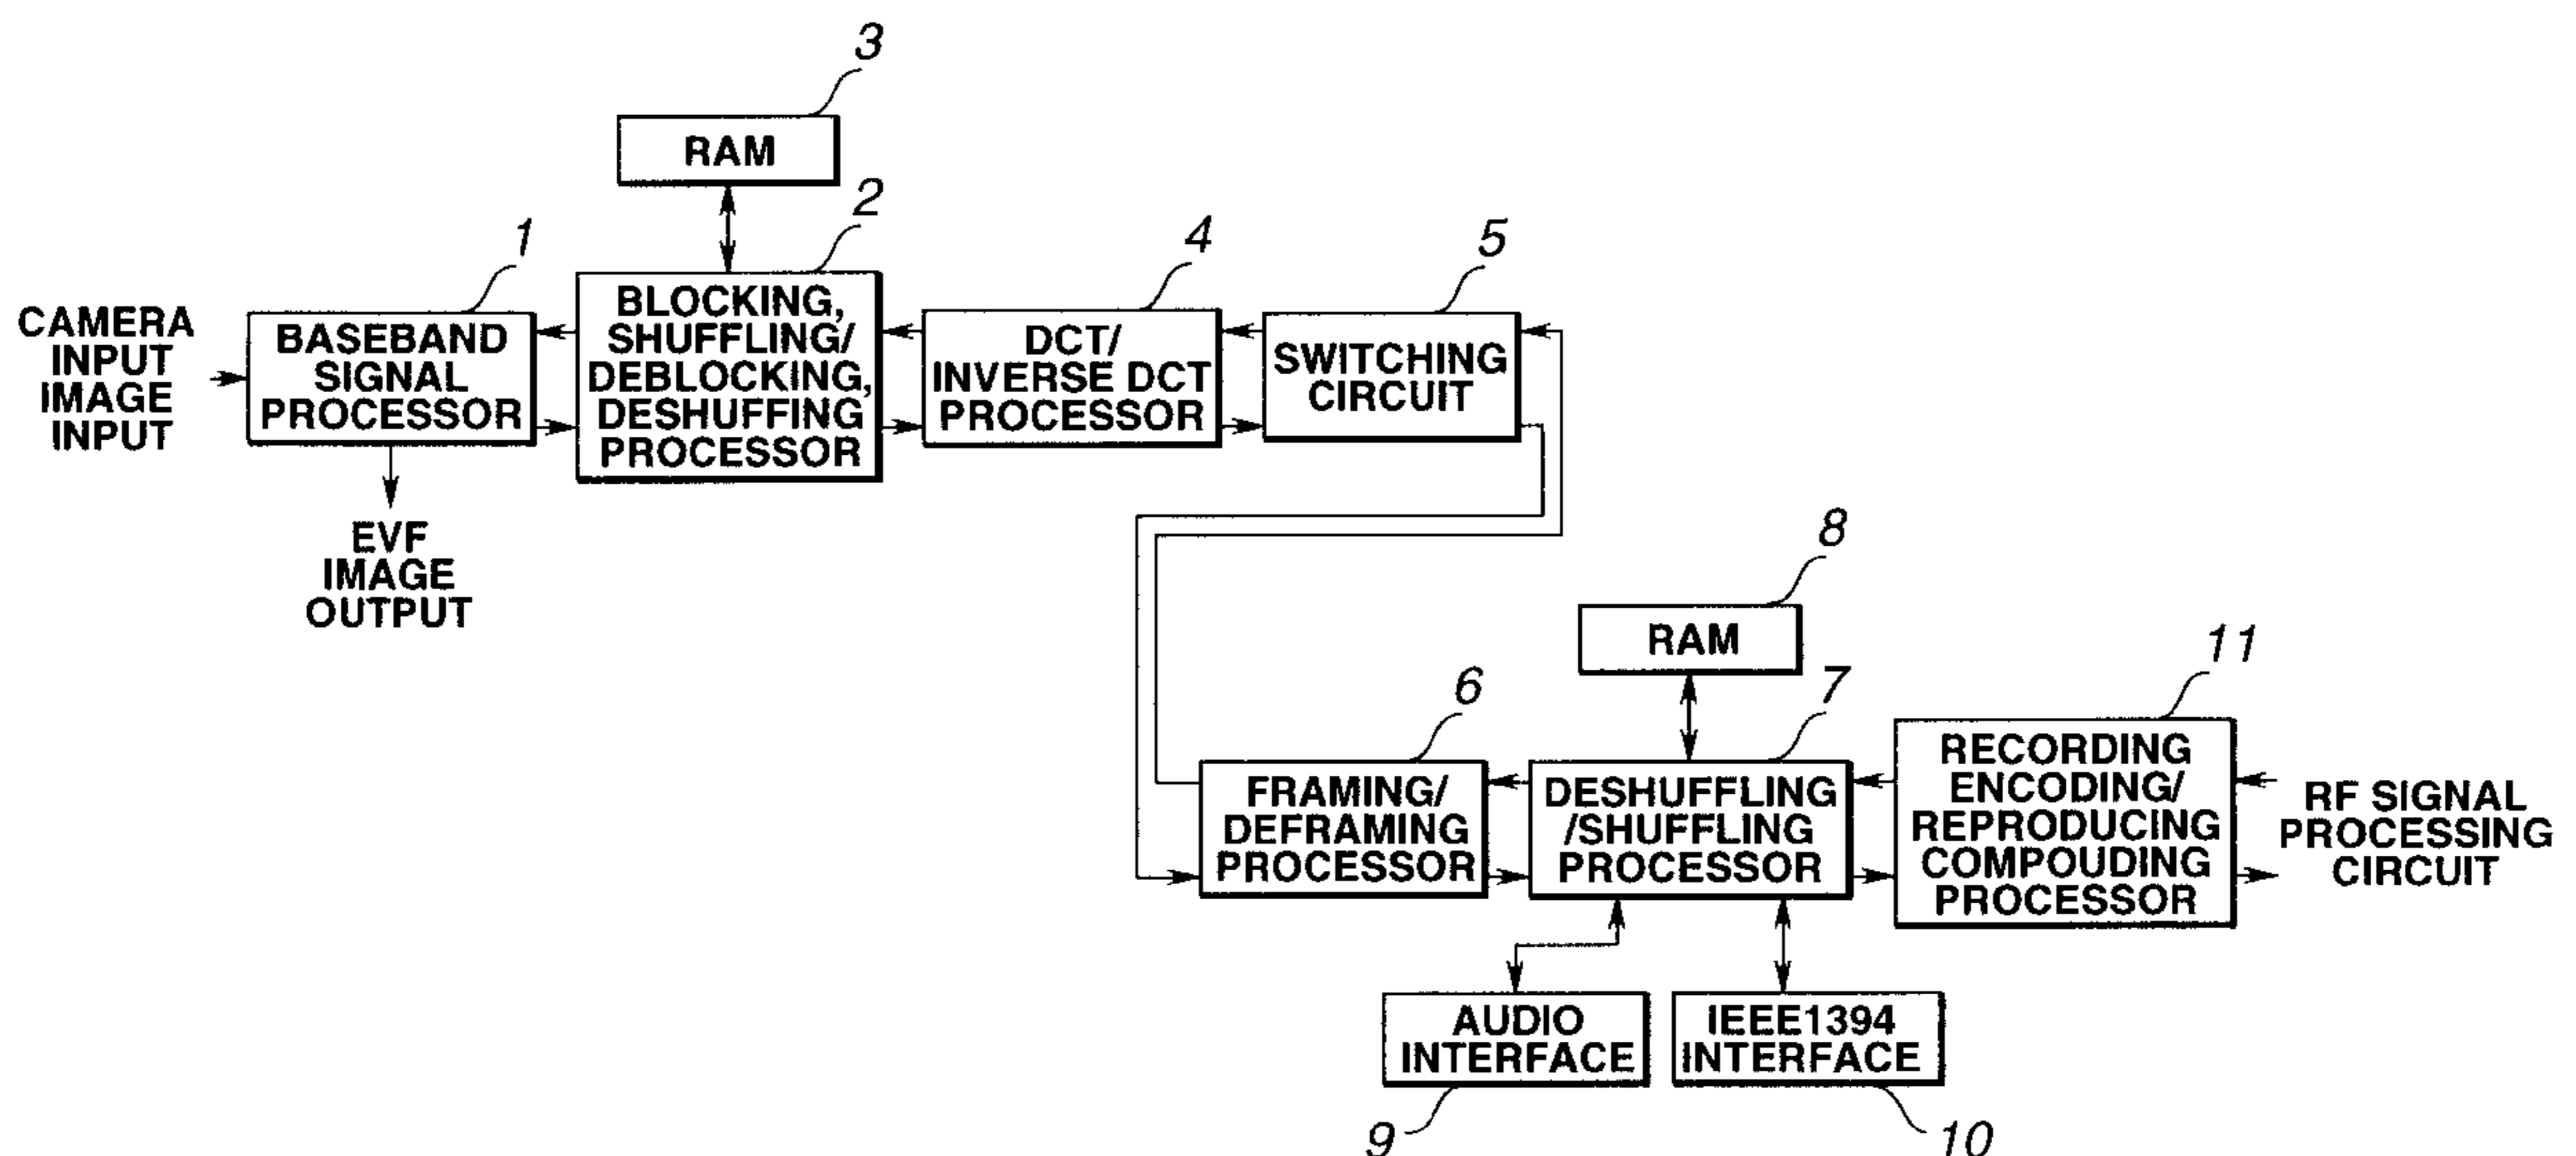 3
RAM
2
1
4
5
CAMERA
INPUT
IMAGE
INPUT
BASEBAND
SIGNAL
PROCESSOR
BLOCKING,
SHUFFLING/
DEBLOCKING,
DESHUFFING
PROCESSOR
DCT/
INVERSE DCT
PROCESSOR
SWITCHING
CIRCUIT
EVF
IMAGE
OUTPUT
8
RAM
6
7
11
FRAMING/
DEFRAMING
PROCESSOR
DESHUFFLING
/SHUFFLING
PROCESSOR
RECORDING
ENCODING/
REPRODUCING
COMPOUDING
PROCESSOR
RF SIGNAL
PROCESSING
CIRCUIT
AUDIO
INTERFACE
IEEE1394
INTERFACE
9
10